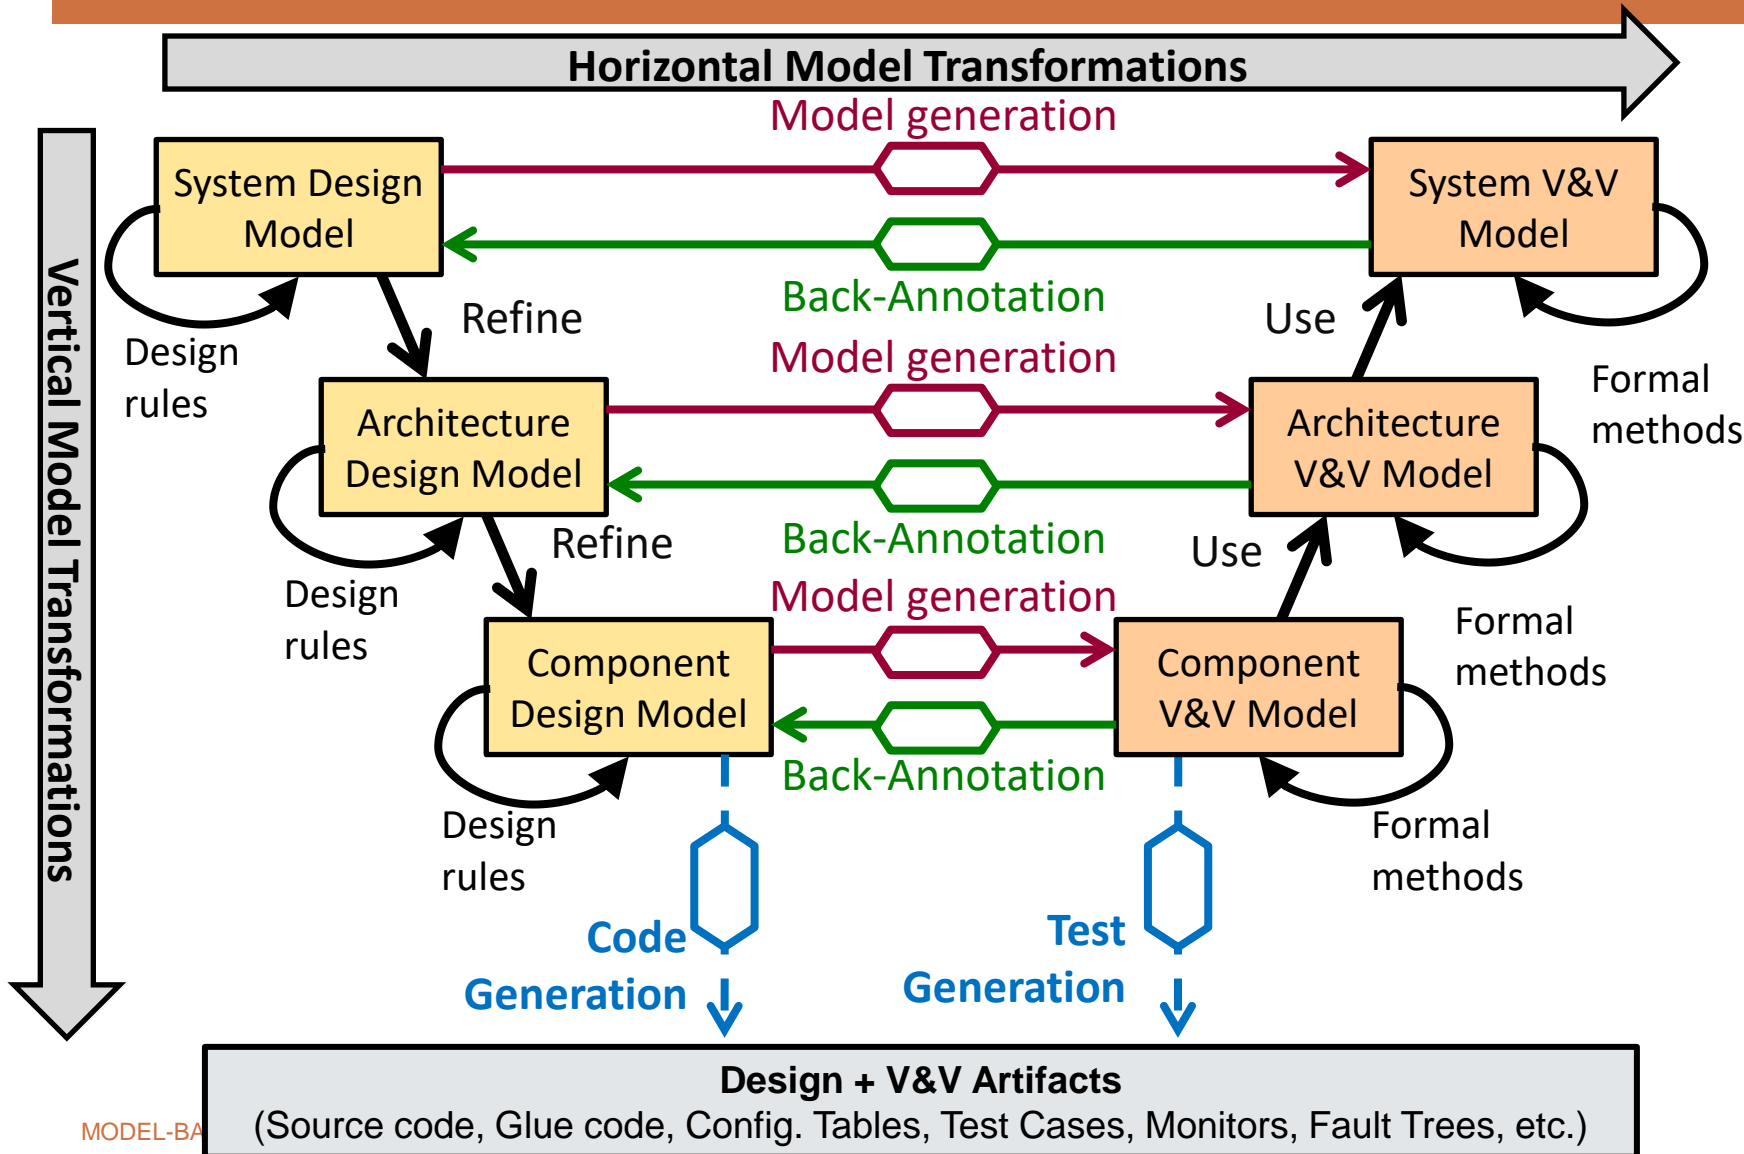 Horizontal Model Transformations
Model generation
System Design
Model
System V&V
Model
Back-Annotation
Refine
Use
Design
rules
Model generation
Formal
methods
Architecture
Design Model
Architecture
V&V Model
Vertical Model Transformations
Refine
Back-Annotation
Use
Design
rules
Model generation
Formal
methods
Component
Design Model
Component
V&V Model
Back-Annotation
Design
rules
Formal
methods
Code
Generation
Test
Generation
Design + V&V Artifacts
(Source code, Glue code, Config. Tables, Test Cases, Monitors, Fault Trees, etc.)
MODEL-BA